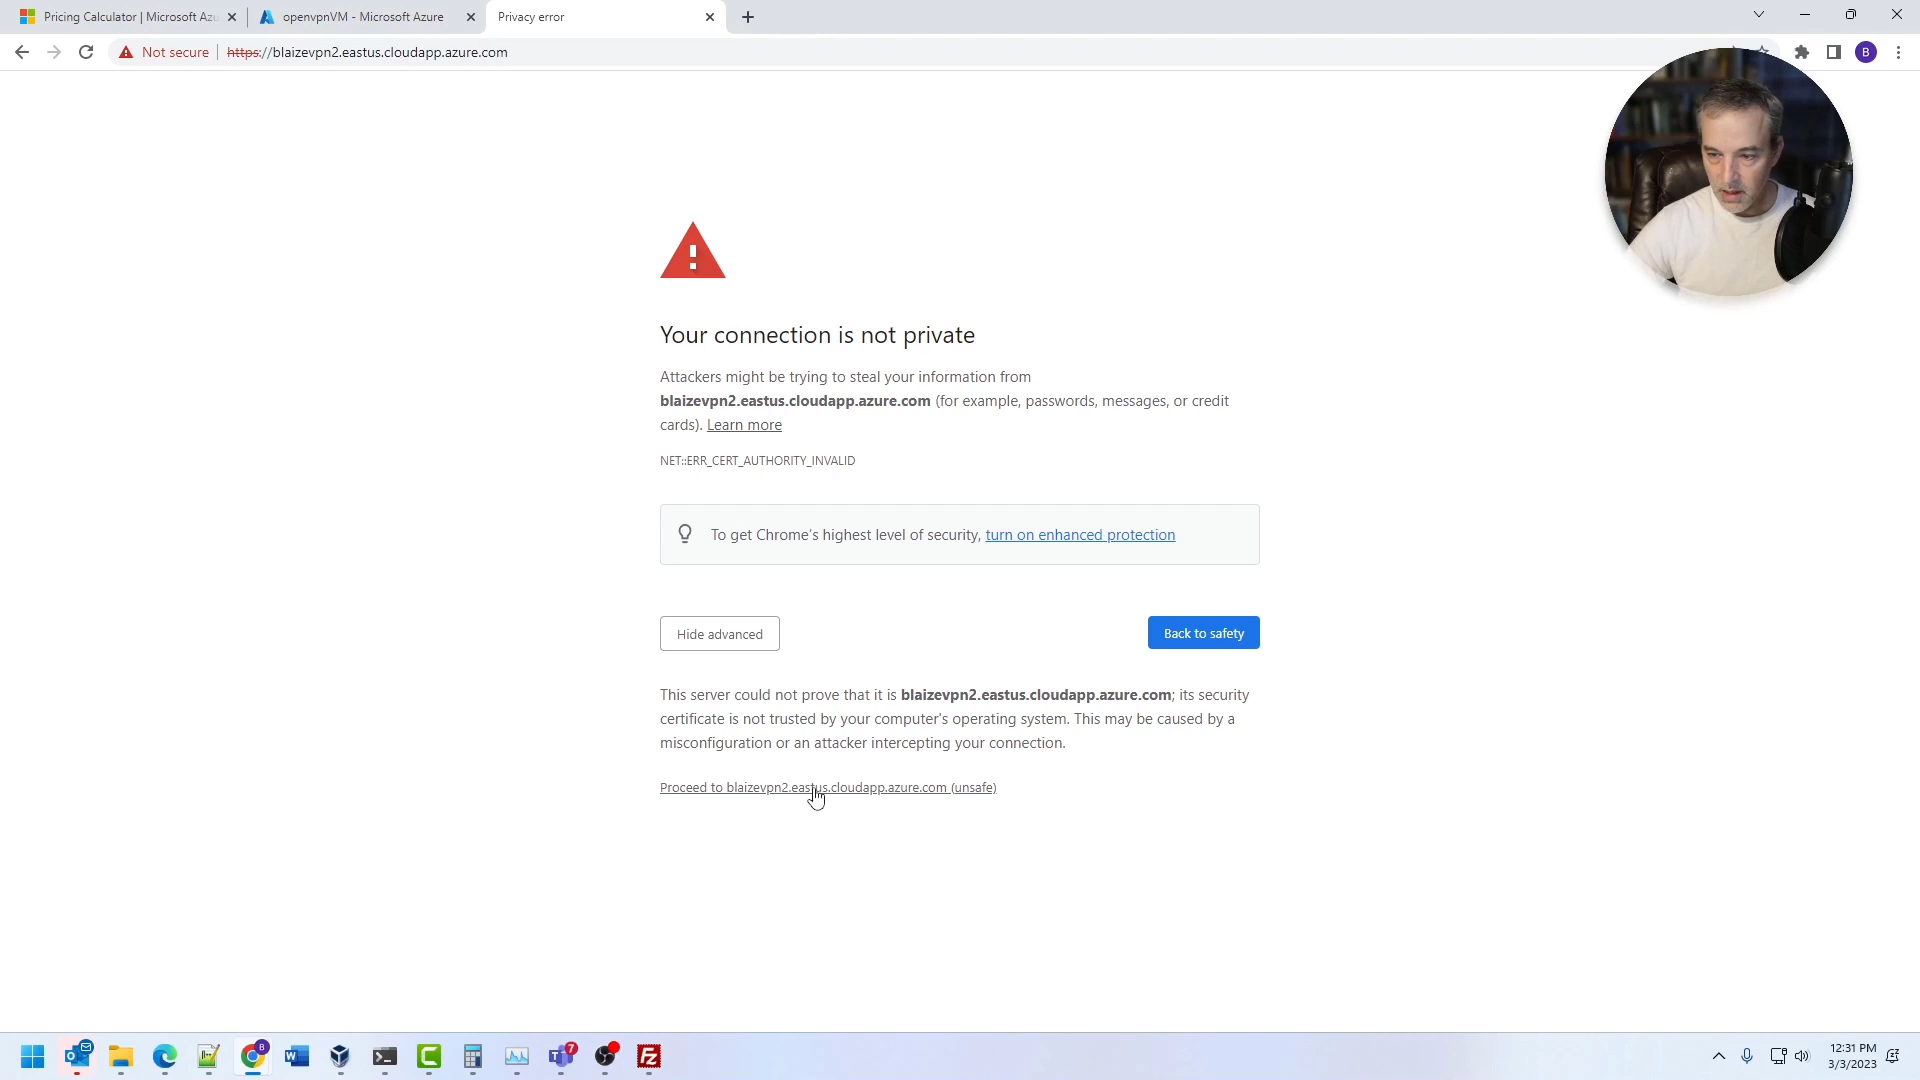 Pricing Calculator | Microsoft Azu
openvpnVM - Microsoft Azure
Privacy error
Not secure
https://blaizevpn2.eastus.cloudapp.azure.com
B
Your connection is not private
Attackers might be trying to steal your information from
blaizevpn2.eastus.cloudapp.azure.com (for example, passwords, messages, or credit
cards). Learn more
NET::ERR_CERT_AUTHORITY_INVALID
To get Chrome's highest level of security, turn on enhanced protection
Hide advanced
Back to safety
This server could not prove that it is blaizevpn2.eastus.cloudapp.azure.com; its security
certificate is not trusted by your computer's operating system. This may be caused by a
misconfiguration or an attacker intercepting your connection.
Proceed to blaizevpn2.eastus.cloudapp.azure.com (unsafe)
7
12:31 PM
3/3/2023